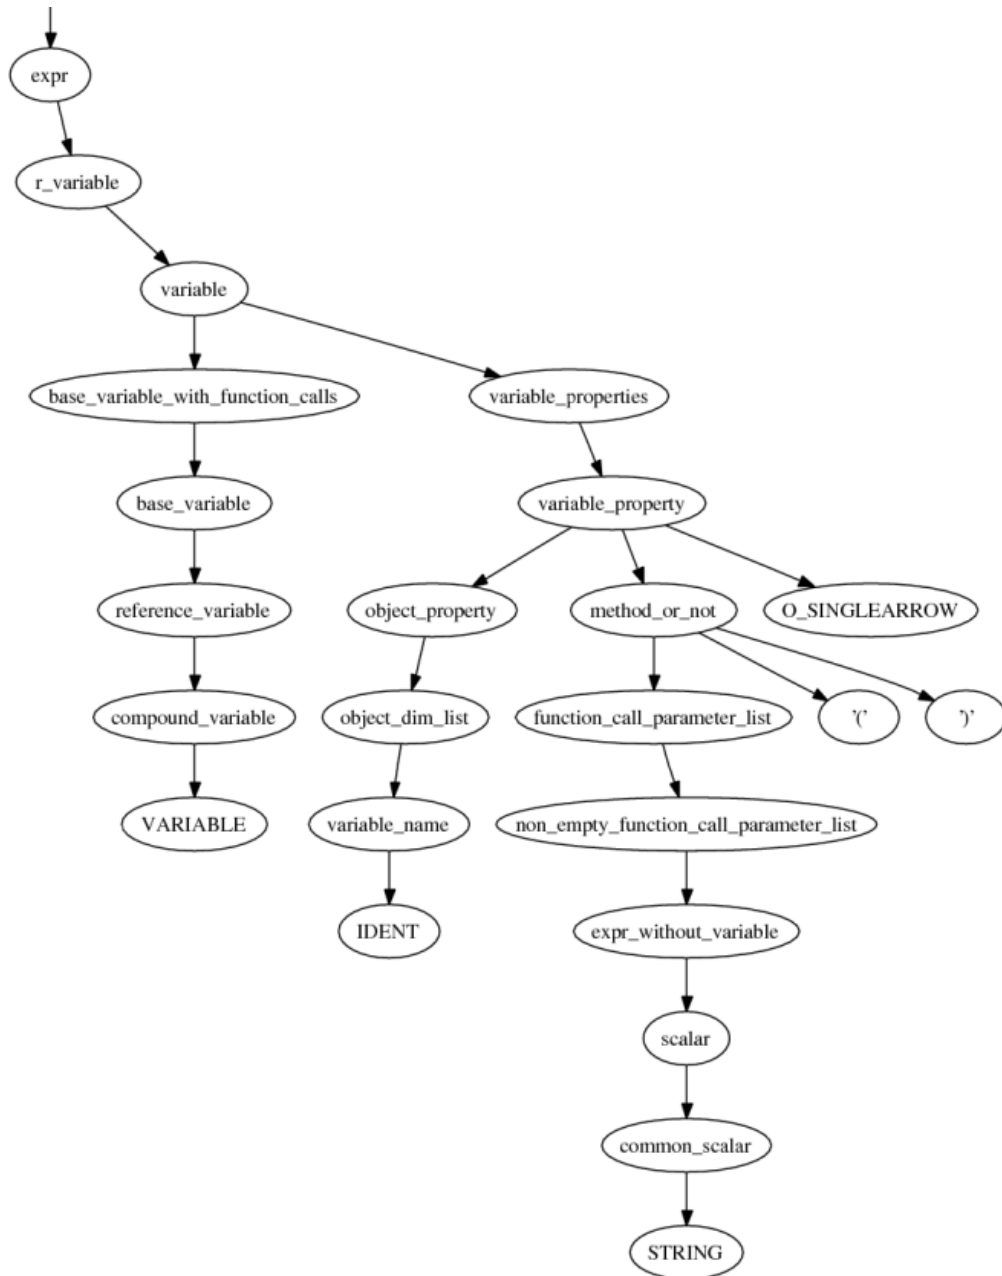 expr
r_variable
variable
base_variable_with_function_calls variable_properties
base_variable variable_property
reference_variable object_property method_or_not O_SINGLEARROW
compound_variable object_dim_list function_call_parameter_list '(' ')'
VARIABLE variable_name non_empty_function_call_parameter_list
IDENT expr_without_variable
scalar
common_scalar
STRING